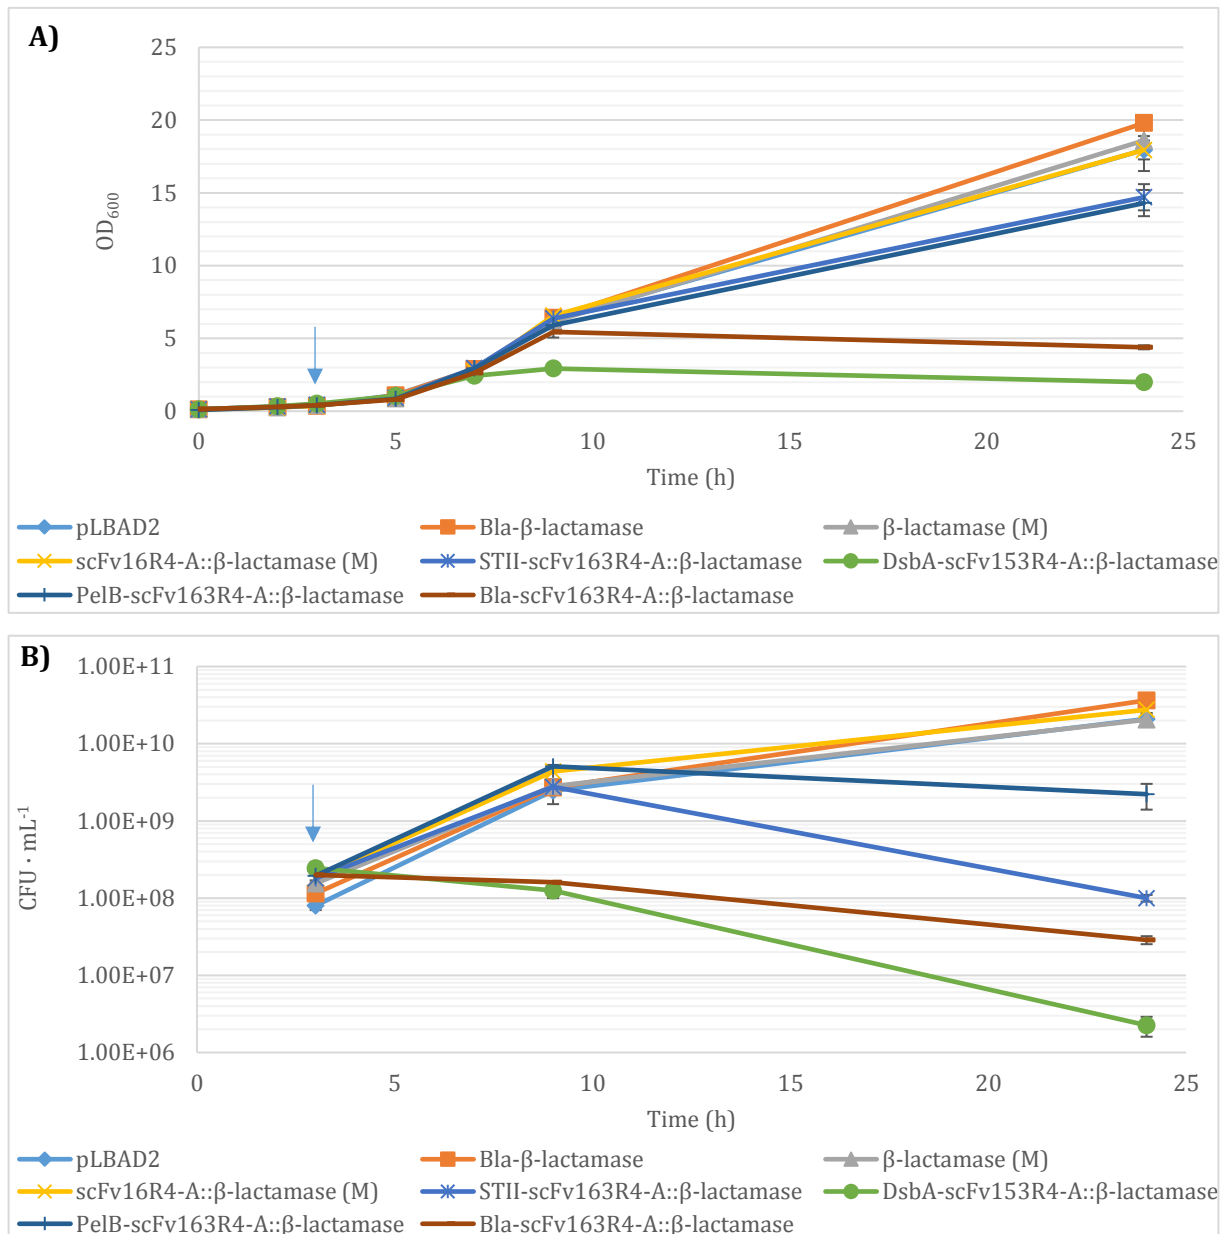 A)
25
20
15
10
5
0
OD600
0 5 10 15 20 25
Time (h)
pLBAD2 Bla-β-lactamase β-lactamase (M)
scFv16R4-A::β-lactamase (M) STII-scFv163R4-A::β-lactamase DsbA-scFv153R4-A::β-lactamase
PelB-scFv163R4-A::β-lactamase Bla-scFv163R4-A::β-lactamase
B)
1.00E+11
1.00E+10
1.00E+09
1.00E+08
1.00E+07
1.00E+06
CFU · mL-1
0 5 10 15 20 25
Time (h)
pLBAD2 Bla-β-lactamase β-lactamase (M)
scFv16R4-A::β-lactamase (M) STII-scFv163R4-A::β-lactamase DsbA-scFv153R4-A::β-lactamase
PelB-scFv163R4-A::β-lactamase Bla-scFv163R4-A::β-lactamase